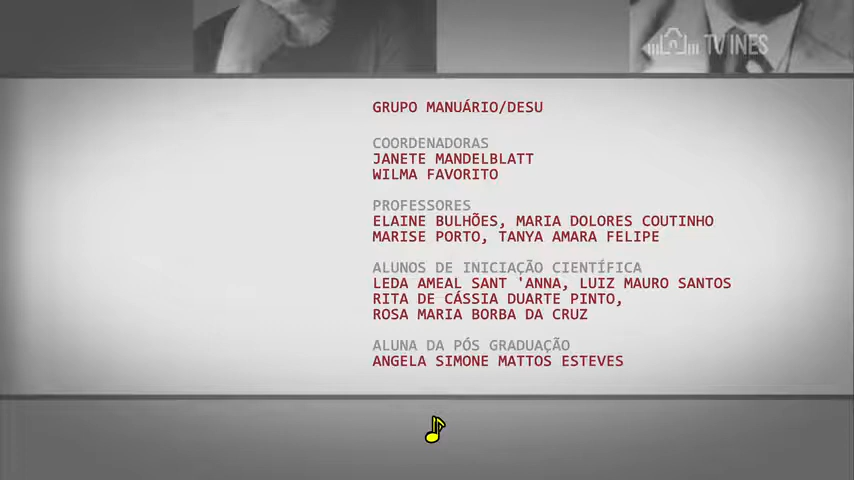 TV INES
GRUPO MANUÁRIO/DESU
COORDENADORAS
JANETE MANDELBLATT
WILMA FAVORITO
PROFESSORES
ELAINE BULHÕES, MARIA DOLORES COUTINHO
MARISE PORTO, TANYA AMARA FELIPE
ALUNOS DE INICIAÇÃO CIENTÍFICA
LEDA AMEAL SANT 'ANNA, LUIZ MAURO SANTOS
RITA DE CÁSSIA DUARTE PINTO,
ROSA MARIA BORBA DA CRUZ
ALUNA DA PÓS GRADUAÇÃO
ANGELA SIMONE MATTOS ESTEVES